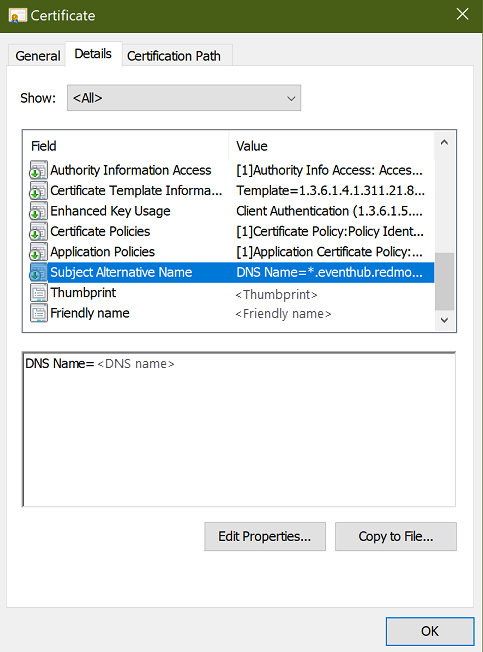 Certificate
General Details Certification Path
Show: <All>
Field Value
Authority Information Access [1]Authority Info Access: Acces...
Certificate Template Informa... Template=1.3.6.1.4.1.311.21.8...
Enhanced Key Usage Client Authentication (1.3.6.1.5....
Certificate Policies [1]Certificate Policy:Policy Ident...
Application Policies [1]Application Certificate Policy:...
Subject Alternative Name DNS Name=*.eventhub.redmo...
Thumbprint <Thumbprint>
Friendly name <Friendly name>
DNS Name= <DNS name>
Edit Properties... Copy to File...
OK